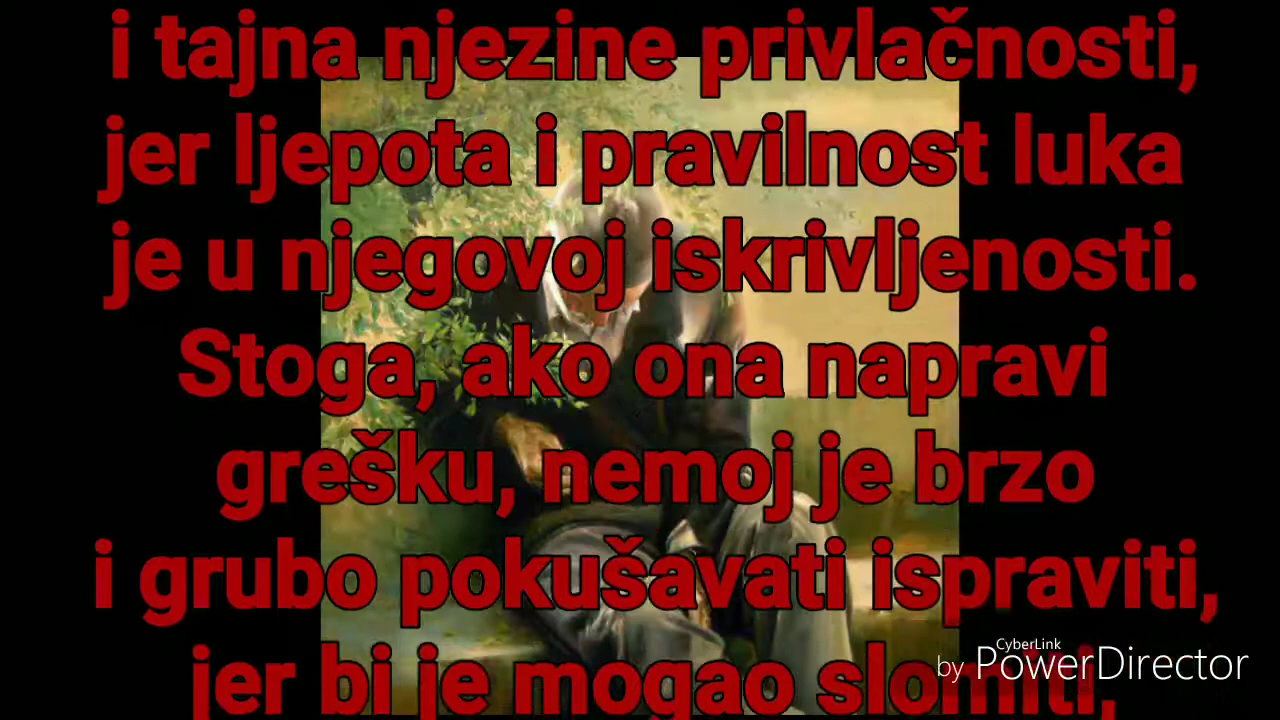 i tajna njezine privlačnosti,
jer ljepota i pravilnost luka
je u njegovoj iskrivljenosti.
Stoga, ako ona napravi
grešku, nemoj je brzo
i grubo pokušavati ispraviti,
jer bi je mogao slomiti,
CyberLink
by PowerDirector